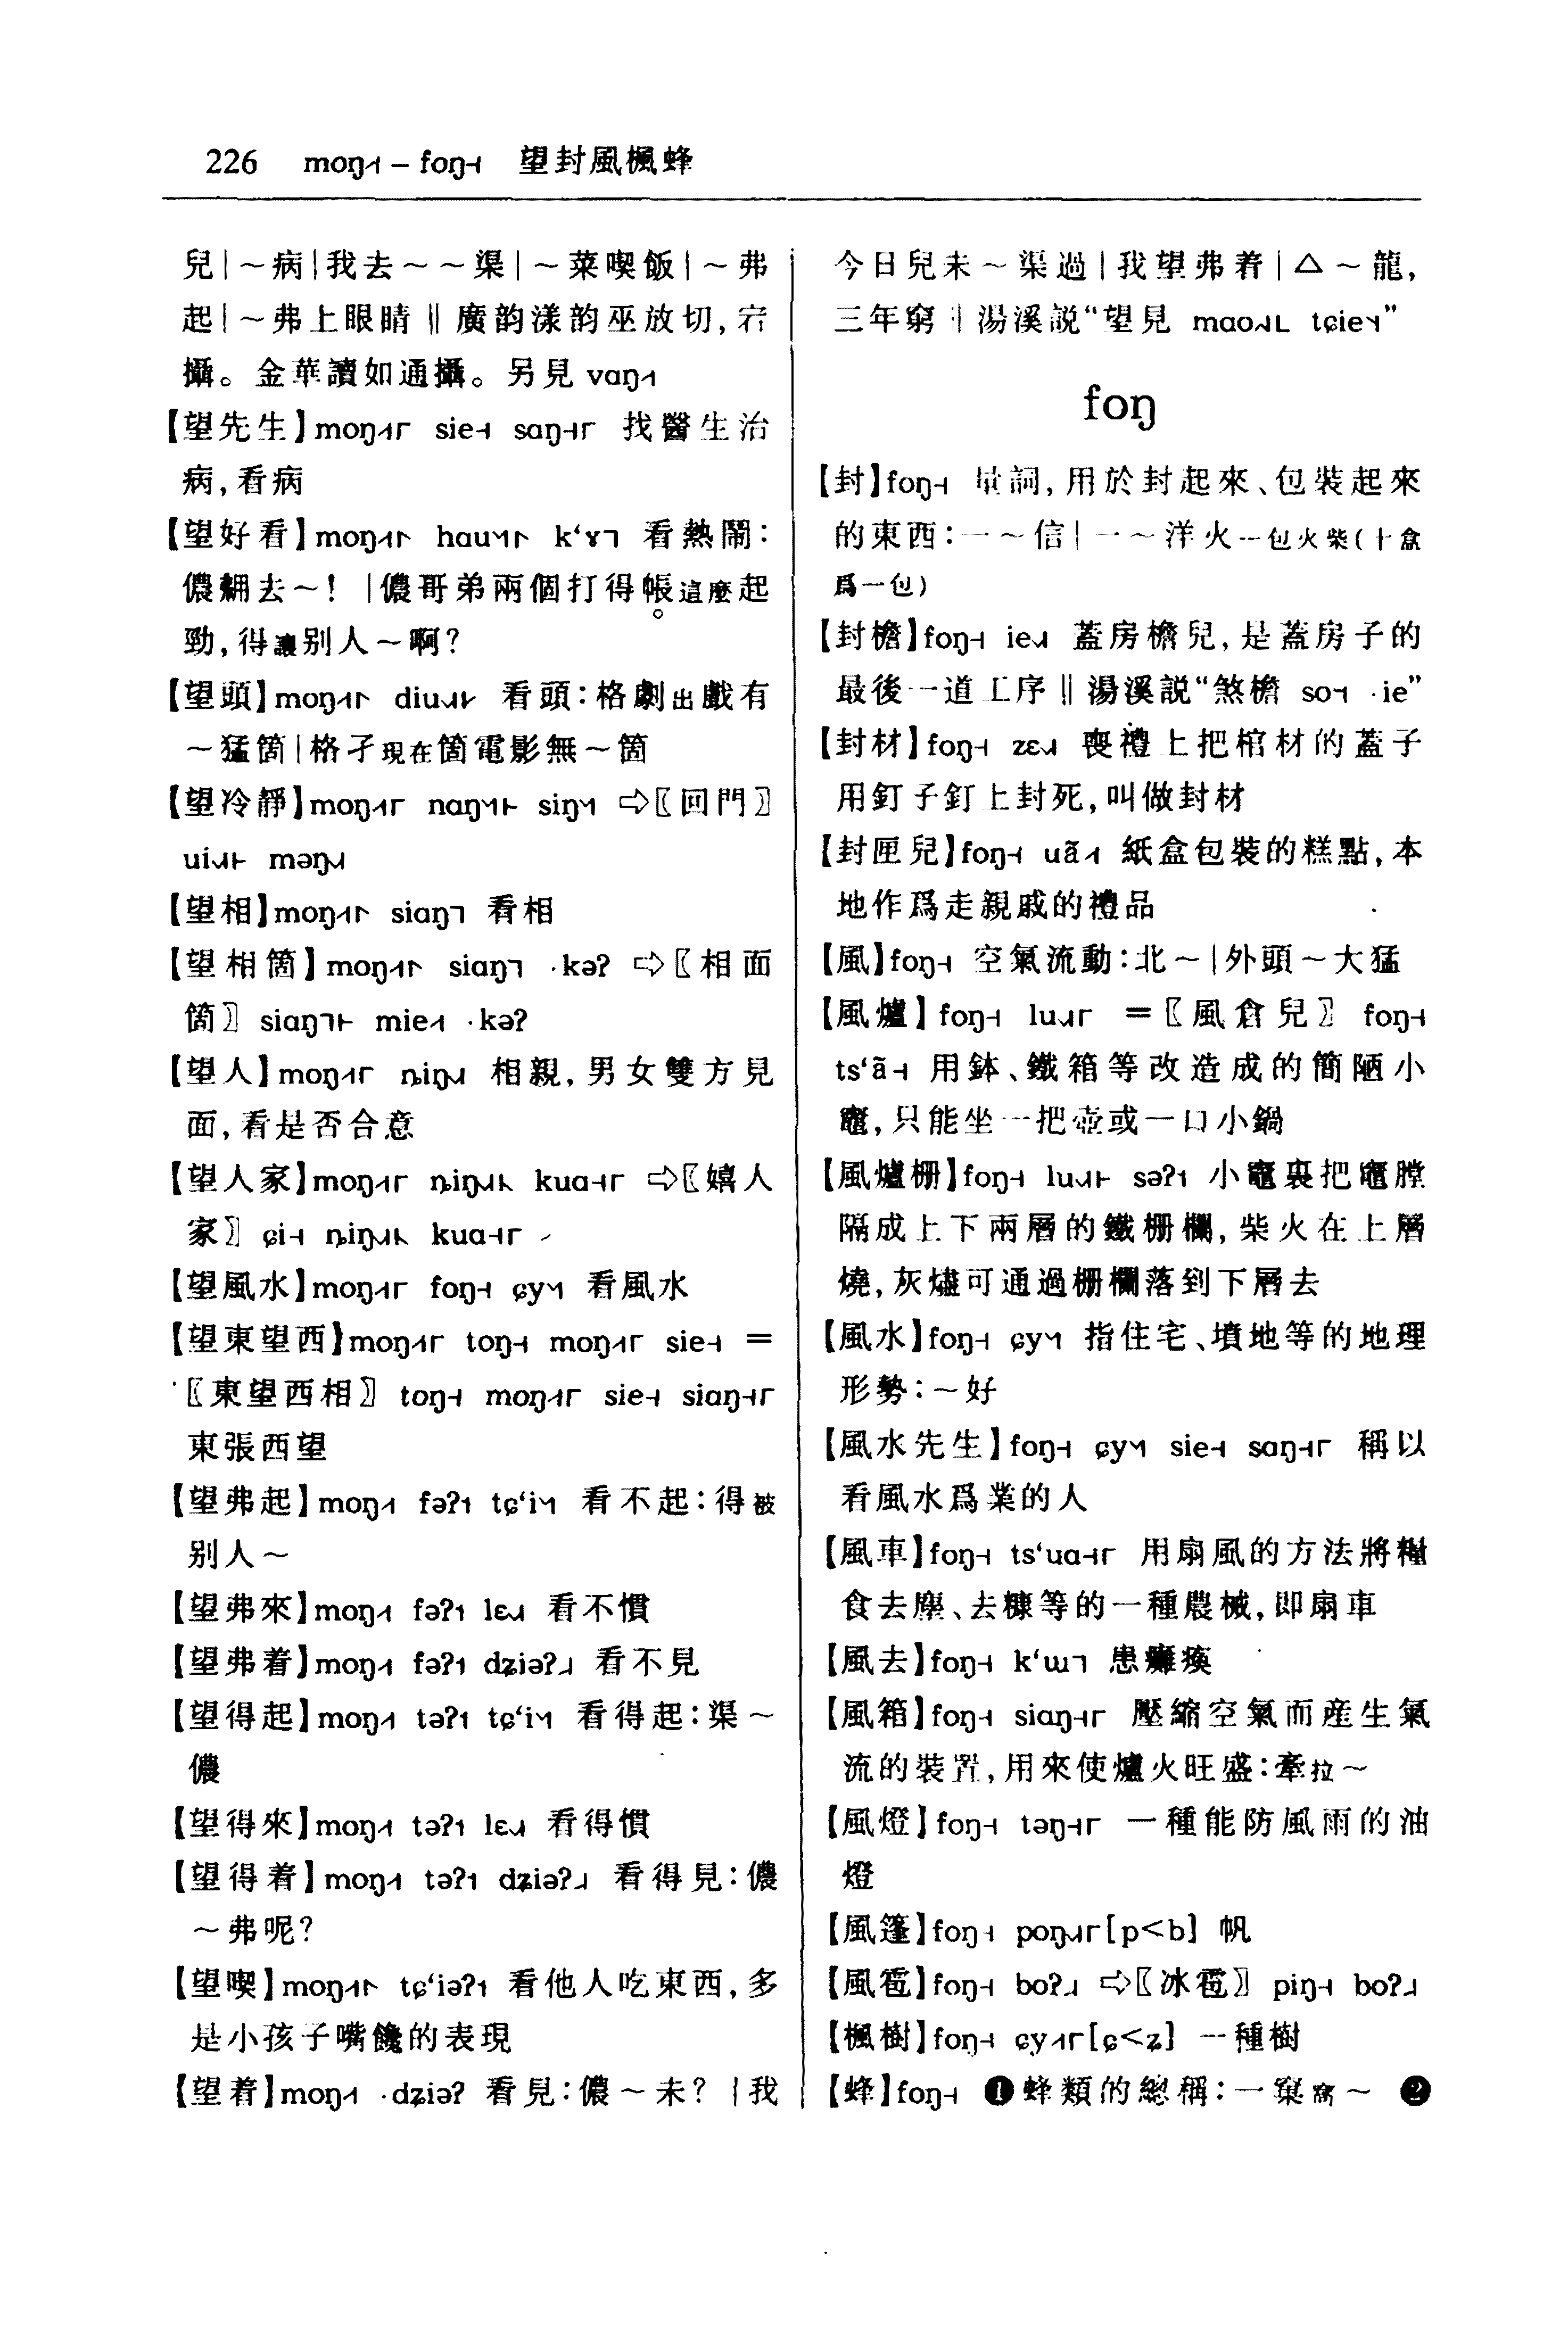 226 moŋ˩˦ – foŋ˧ 望封風楓蜂
兒|～病|我去～～渠|～菜喫飯|～弗
起|～弗上眼睛‖廣韵漾韵巫放切,宕
攝。金華讀如通攝。另見 vaŋ˩˦
【望先生】moŋ sie saŋ 找醫生治
病,看病
【望好看】moŋ hau kʻɤ 看熱鬧:
儂去～!|儂哥弟兩個打得帳這麽起
勁,得讓别人～啊?
【望頭】moŋ diu 看頭:格劇出戲有
～猛箇|格孑現在箇電影無～箇
【望冷靜】moŋ naŋ siŋ ⇨〖回門〗
ui məŋ
【望相】moŋ siaŋ 看相
【望相箇】moŋ siaŋ ·kəʔ ⇨〖相面
箇〗siaŋ mie ·kəʔ
【望人】moŋ ȵiŋ 相親,男女雙方見
面,看是否合意
【望人家】moŋ ȵiŋ kua ⇨〖嬉人
家〗ɕi ȵiŋ kua
【望風水】moŋ foŋ ɕy 看風水
【望東望西】moŋ toŋ moŋ sie =
〖東望西相〗toŋ moŋ sie siaŋ
東張西望
【望弗起】moŋ fəʔ tɕʻi 看不起:得被
别人～
【望弗來】moŋ fəʔ lɛ 看不慣
【望弗着】moŋ fəʔ dʑiəʔ 看不見
【望得起】moŋ təʔ tɕʻi 看得起:渠～
儂
【望得來】moŋ təʔ lɛ 看得慣
【望得着】moŋ təʔ dʑiəʔ 看得見:儂
～弗呢?
【望喫】moŋ tɕʻiəʔ 看他人吃東西,多
是小孩子嘴饞的表現
【望着】moŋ ·dʑiəʔ 看見:儂～未?|我
今日兒未～渠過|我望弗着|△～龍,
三年窮‖湯溪説“望見 mao tɕie”
foŋ
【封】foŋ 量詞,用於封起來、包裝起來
的東西:一～信|一～洋火一包火柴(十盒
爲一包)
【封檐】foŋ ie 蓋房檐兒,是蓋房子的
最後一道工序‖湯溪説“煞檐 so ·ie”
【封材】foŋ zɛ 喪禮上把棺材的蓋子
用釘子釘上封死,叫做封材
【封匣兒】foŋ uã 紙盒包裝的糕點,本
地作爲走親戚的禮品
【風】foŋ 空氣流動:北～|外頭～大猛
【風爐】foŋ lu =〖風倉兒〗foŋ
tsʻã 用鉢、鐵箱等改造成的簡陋小
竈,只能坐一把壺或一口小鍋
【風爐栅】foŋ lu səʔ 小竈裏把竈膛
隔成上下兩層的鐵栅欄,柴火在上層
燒,灰燼可通過栅欄落到下層去
【風水】foŋ ɕy 指住宅、墳地等的地理
形勢:～好
【風水先生】foŋ ɕy sie saŋ 稱以
看風水爲業的人
【風車】foŋ tsʻua 用扇風的方法將糧
食去塵、去糠等的一種農械,即扇車
【風去】foŋ kʻɯ 患癱瘓
【風箱】foŋ siaŋ 壓縮空氣而産生氣
流的裝置,用來使爐火旺盛:牽拉～
【風燈】foŋ təŋ 一種能防風雨的油
燈
【風篷】foŋ poŋ[p<b] 帆
【風雹】foŋ boʔ ⇨〖冰雹〗piŋ boʔ
【楓樹】foŋ ɕy[ɕ<ʑ] 一種樹
【蜂】foŋ ❶蜂類的總稱:一窠窩～ ❷